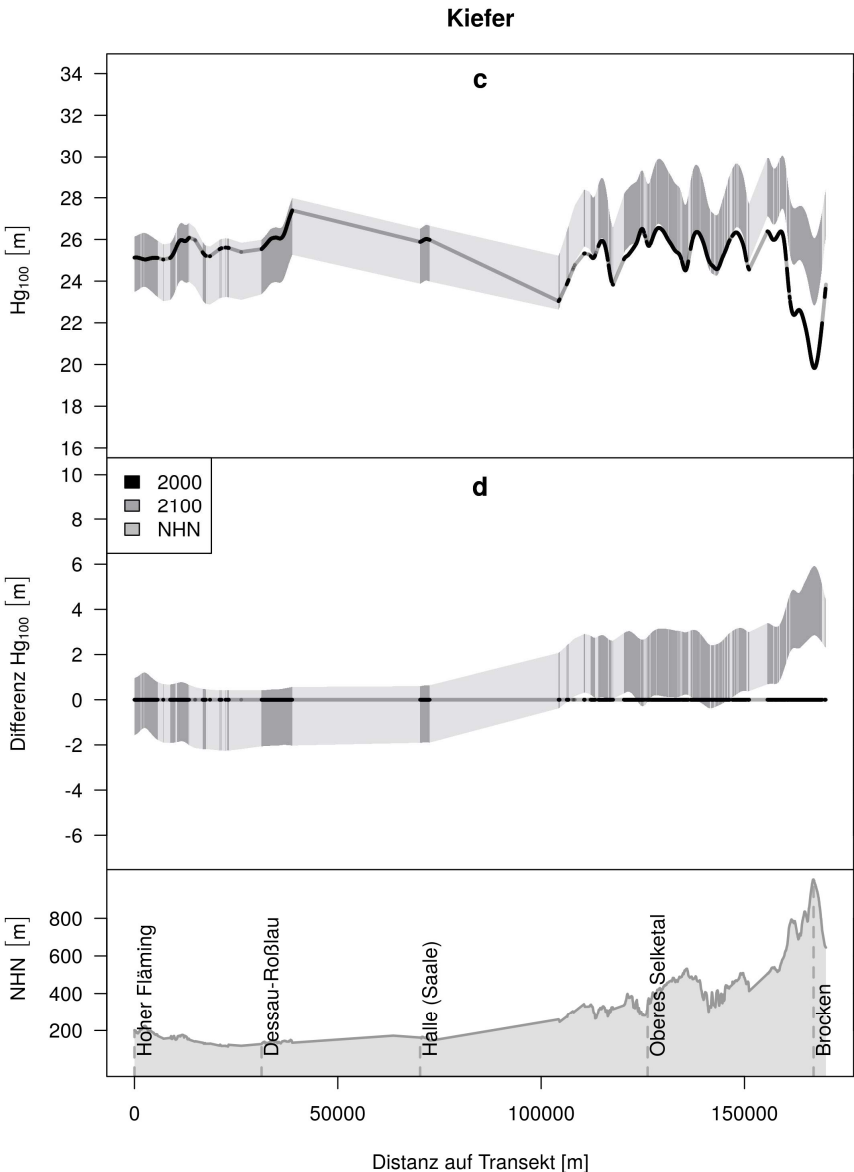 Kiefer
c
34
32
30
28
26
24
22
20
18
16
Hg100 [m]
2000
2100
NHN
d
10
8
6
4
2
0
-2
-4
-6
Differenz Hg100 [m]
800
600
400
200
NHN [m]
Hoher Fläming
Dessau-Roßlau
Halle (Saale)
Oberes Selketal
Brocken
0 50000 100000 150000
Distanz auf Transekt [m]